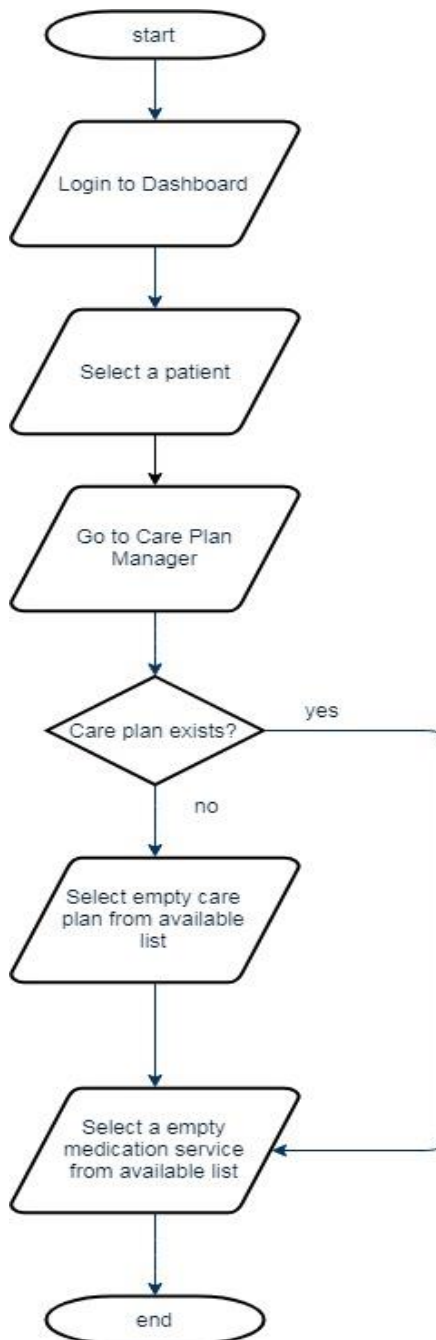 start
Login to Dashboard
Select a patient
Go to Care Plan
Manager
Care plan exists?
yes
no
Select empty care
plan from available
list
Select a empty
medication service
from available list
end